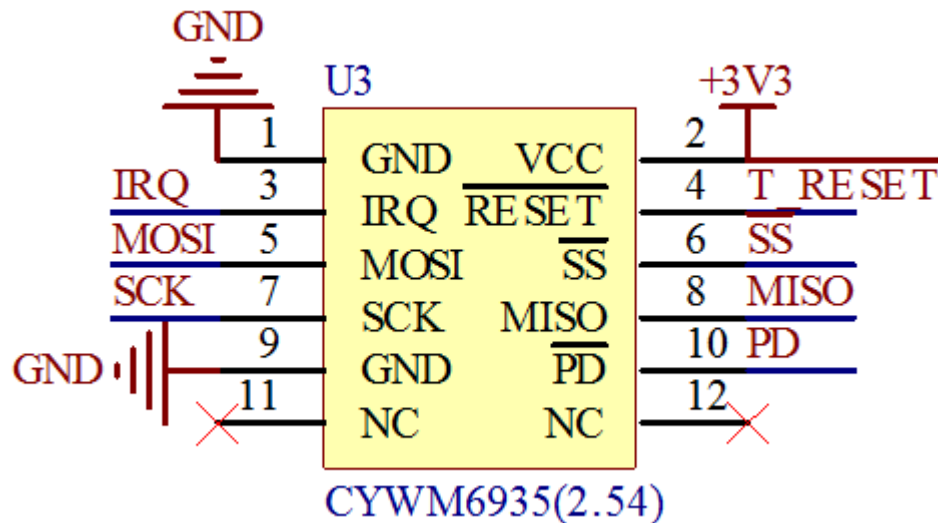 GND
U3
+3V3
1 GND VCC 2
IRQ 3 IRQ RESET 4 T_RESET
MOSI 5 MOSI SS 6 SS
SCK 7 SCK MISO 8 MISO
GND 9 GND PD 10 PD
11 NC NC 12
CYWM6935(2.54)